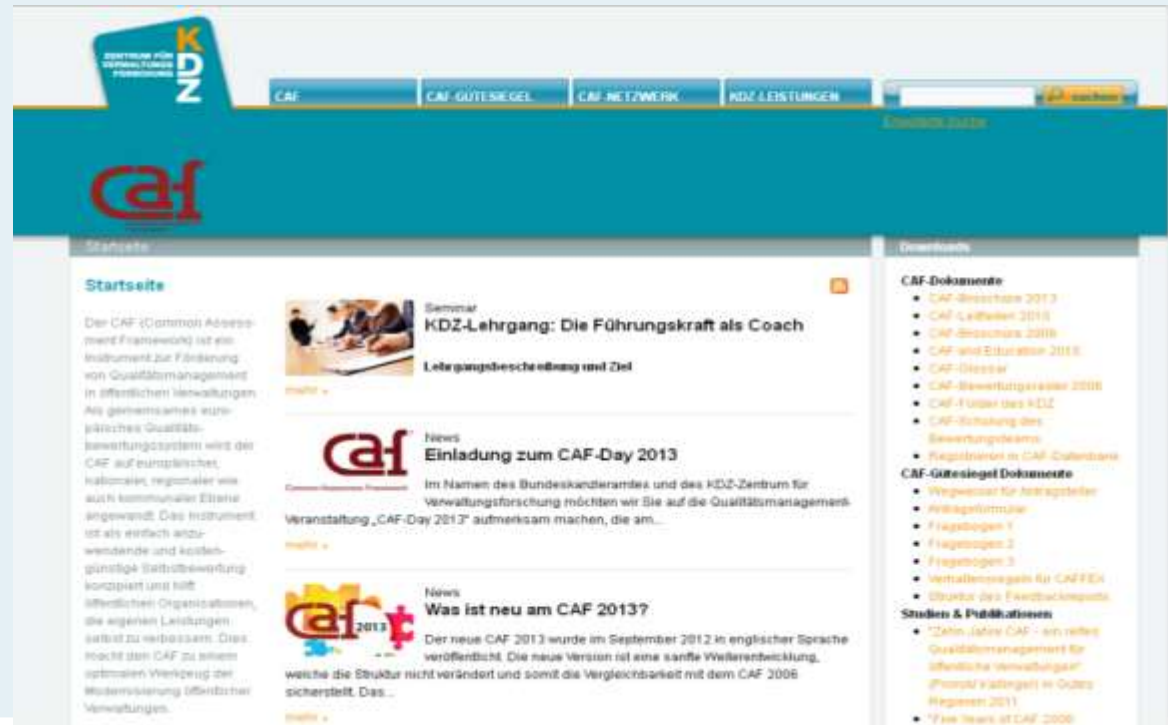 ZENTRUM FÜR
VERWALTUNGS
FORSCHUNG
KDZ
CAF
CAF-GÜTESIEGEL
CAF-NETZWERK
KDZ-LEISTUNGEN
suchen
Erweiterte Suche
caf
Startseite
Startseite
Der CAF (Common Assess-
ment Framework) ist ein
Instrument zur Förderung
von Qualitätsmanagement
in öffentlichen Verwaltungen.
Als gemeinsames euro-
päisches Qualitäts-
bewertungssystem wird der
CAF auf europäischer,
nationaler, regionaler wie
auch kommunaler Ebene
angewandt. Das Instrument
ist als einfach anzu-
wendende und kosten-
günstige Selbstbewertung
konzipiert und hilft
öffentlichen Organisationen,
die eigenen Leistungen
selbst zu verbessern. Dies
macht den CAF zu einem
optimalen Werkzeug der
Modernisierung öffentlicher
Verwaltungen.
Seminar
KDZ-Lehrgang: Die Führungskraft als Coach
Lehrgangsbeschreibung und Ziel
mehr »
caf
Common Assessment Framework
News
Einladung zum CAF-Day 2013
Im Namen des Bundeskanzleramtes und des KDZ-Zentrum für
Verwaltungsforschung möchten wir Sie auf die Qualitätsmanagement-
Veranstaltung „CAF-Day 2013" aufmerksam machen, die am...
mehr »
caf 2013
News
Was ist neu am CAF 2013?
Der neue CAF 2013 wurde im September 2012 in englischer Sprache
veröffentlicht. Die neue Version ist eine sanfte Weiterentwicklung,
welche die Struktur nicht verändert und somit die Vergleichbarkeit mit dem CAF 2006
sicherstellt. Das...
mehr »
Downloads
CAF-Dokumente
CAF-Broschüre 2013
CAF-Leitfaden 2010
CAF-Broschüre 2006
CAF and Education 2010
CAF-Glossar
CAF-Bewertungsraster 2006
CAF-Folder des KDZ
CAF-Schulung des
Bewertungsteams
Registrieren in CAF-Datenbank
CAF-Gütesiegel Dokumente
Wegweiser für Antragsteller
Antragsformular
Fragebogen 1
Fragebogen 2
Fragebogen 3
Verhaltensregeln für CAFFEX
Struktur des Feedbackreports
Studien & Publikationen
"Zehn Jahre CAF - ein reifes
Qualitätsmanagement für
öffentliche Verwaltungen"
in Gutes
Regieren 2011
"Five Years of CAF 2006